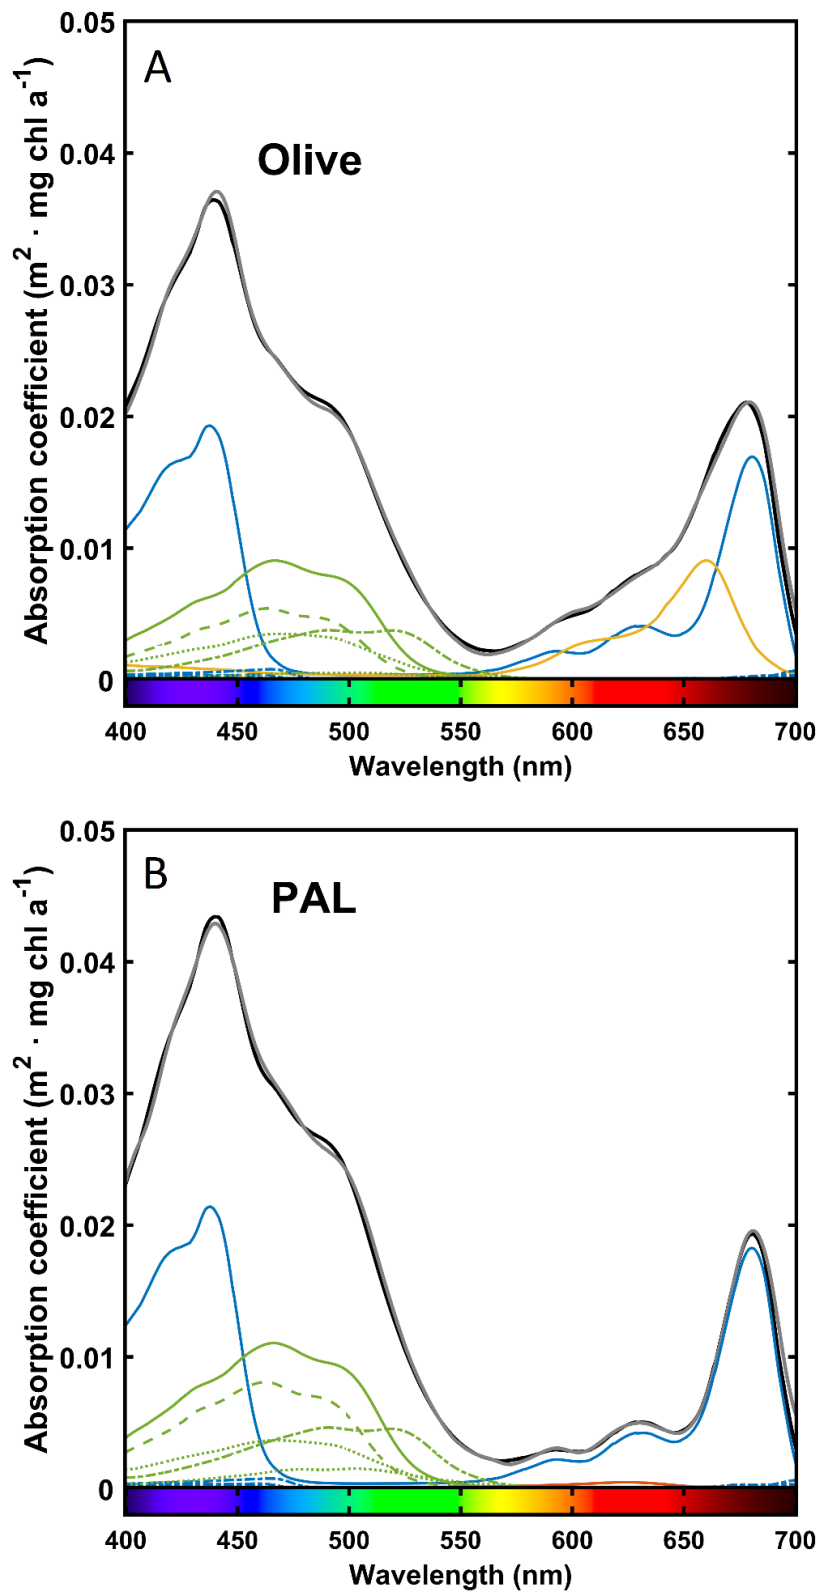 A
Olive
Absorption coefficient (m² · mg chl a⁻¹)
0.05
0.04
0.03
0.02
0.01
0
400 450 500 550 600 650 700
Wavelength (nm)
B
PAL
Absorption coefficient (m² · mg chl a⁻¹)
0.05
0.04
0.03
0.02
0.01
0
400 450 500 550 600 650 700
Wavelength (nm)